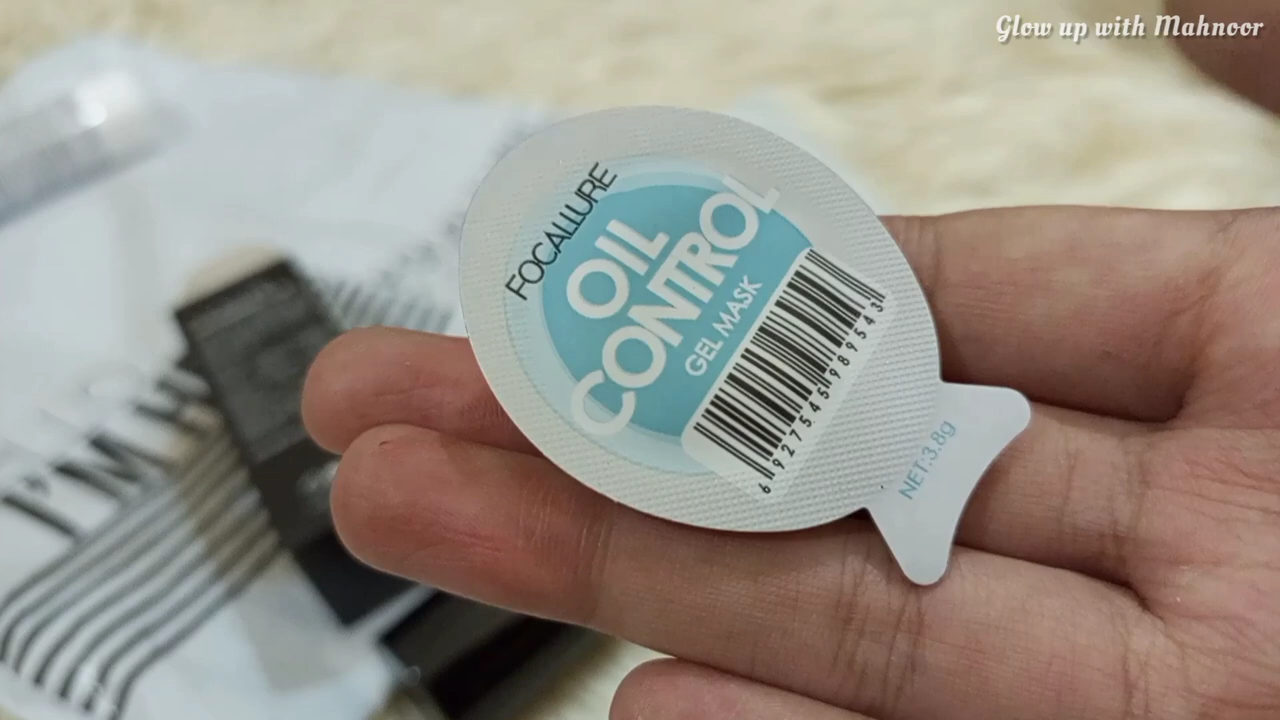 Glow up with Mahnoor
FOCALLURE
OIL
CONTROL
GEL MASK
6927545989543
NET.3.8g
I'M